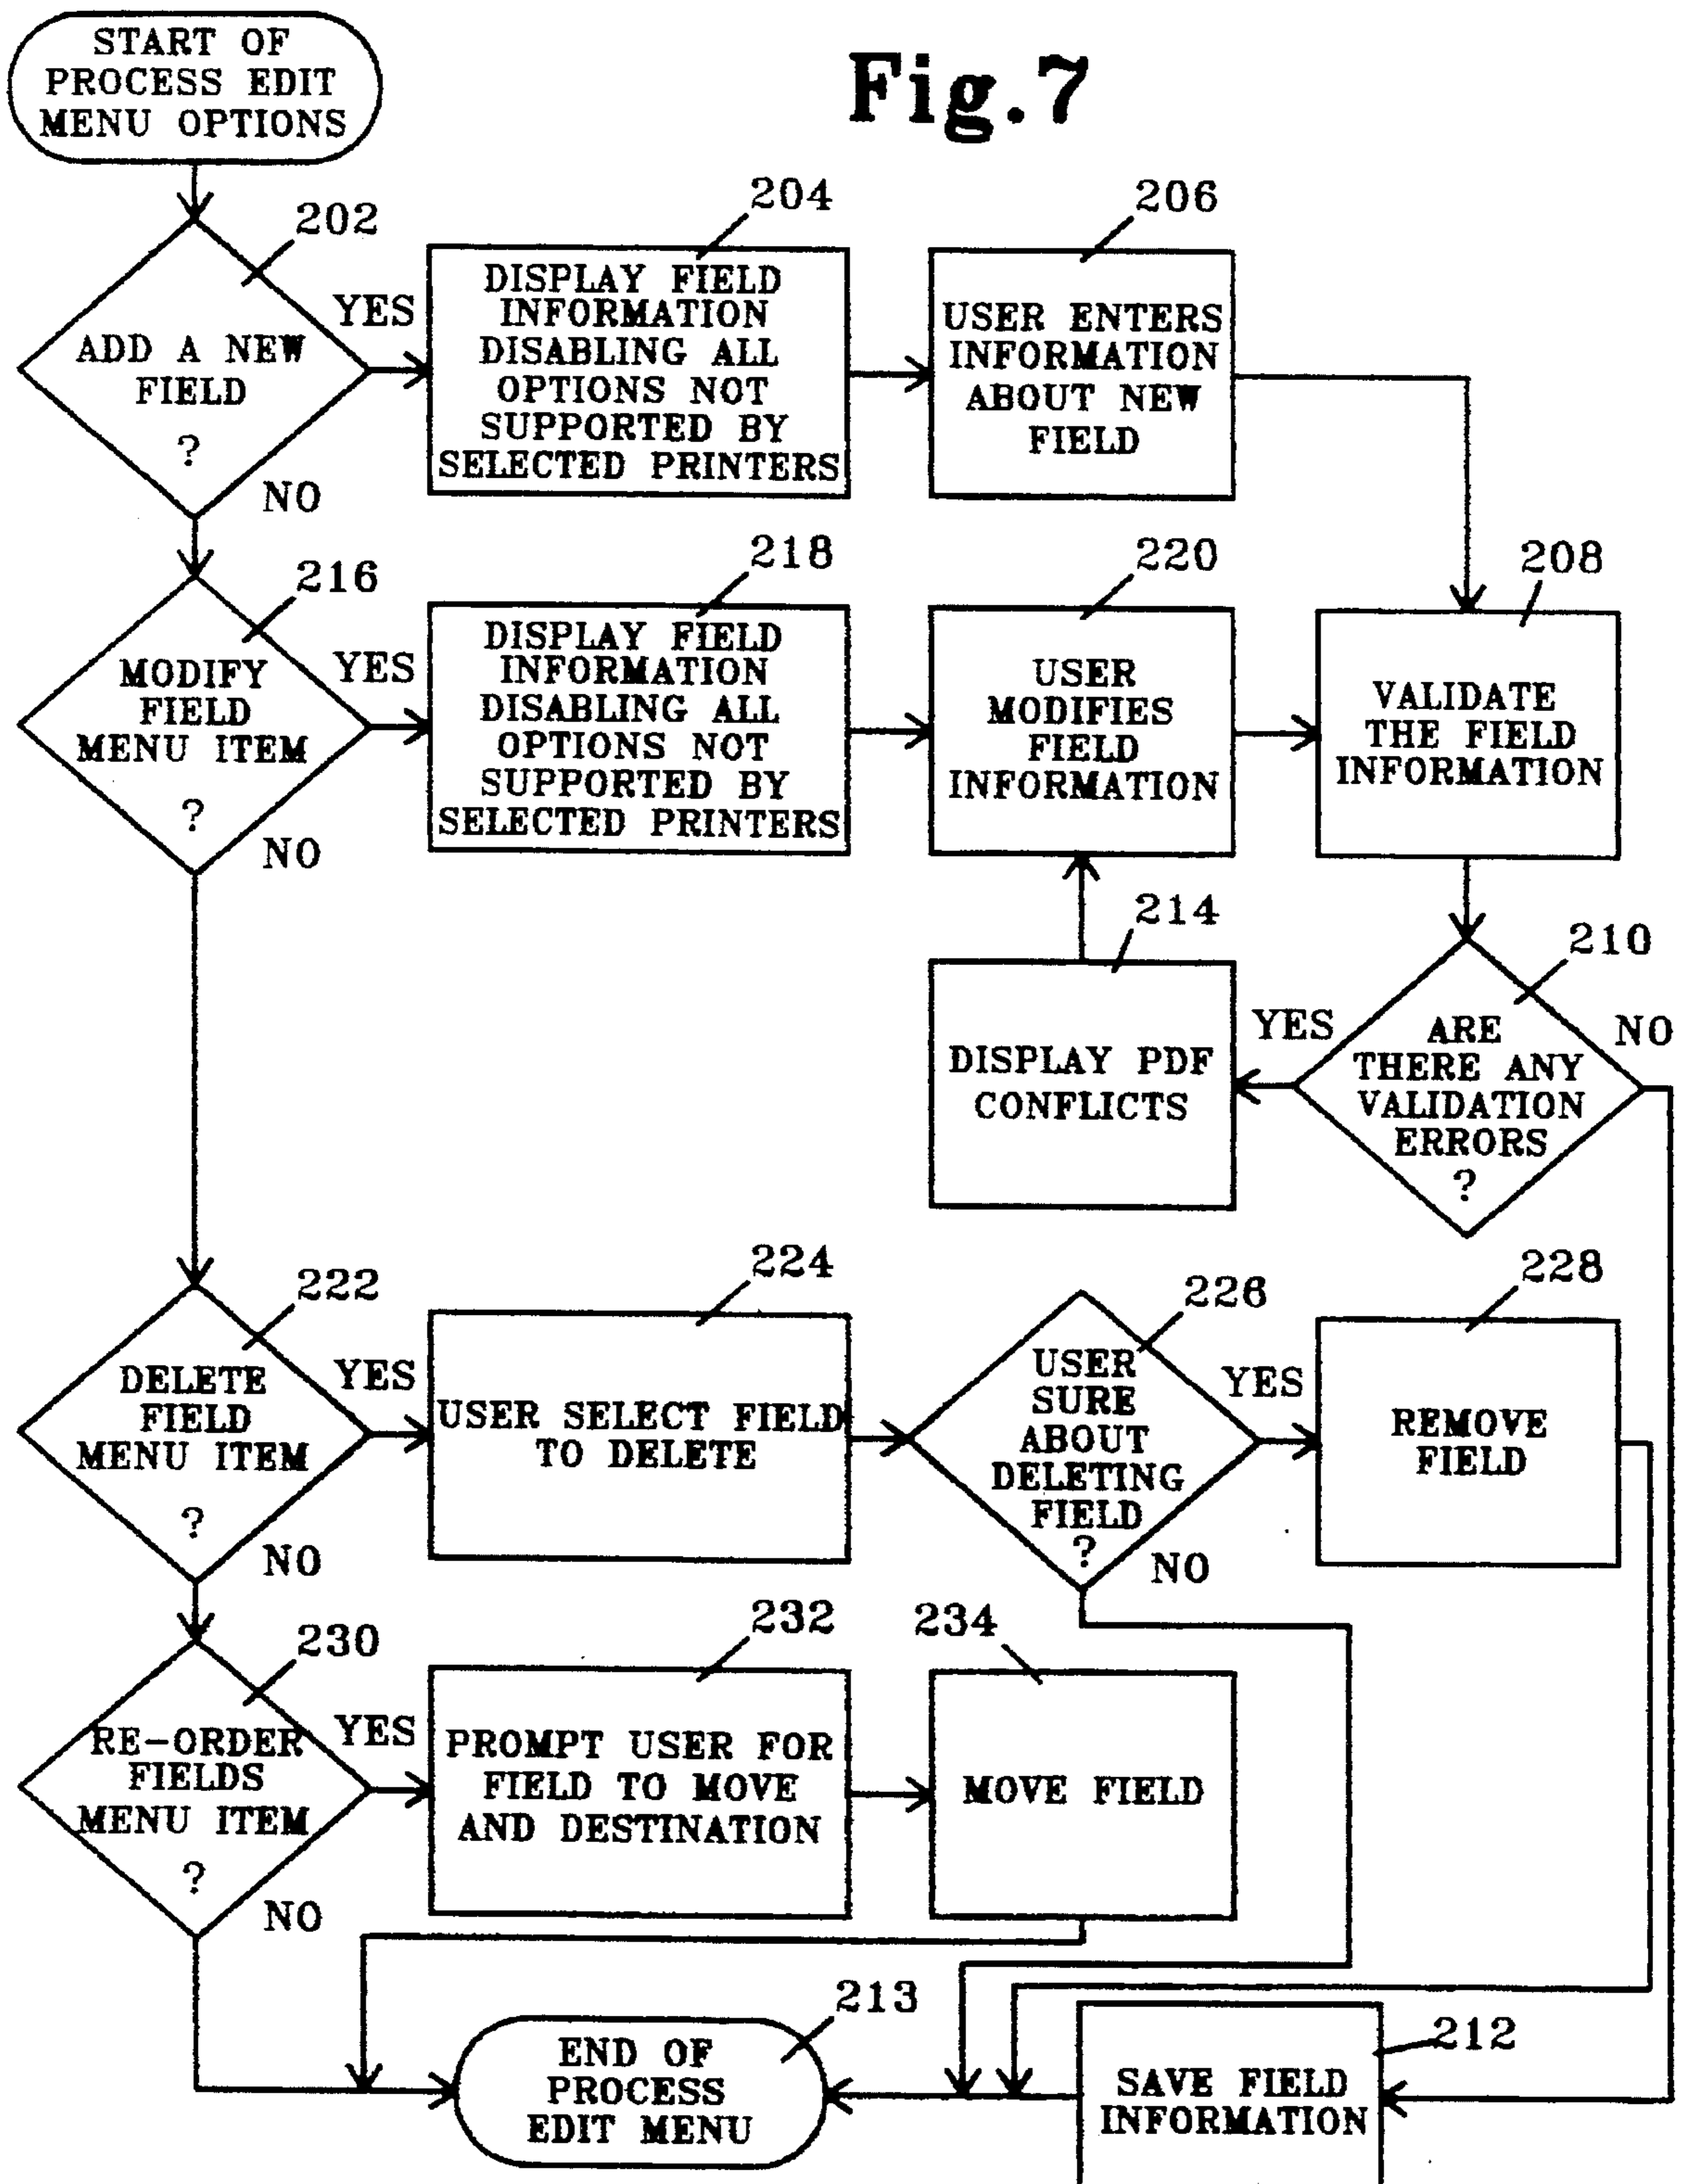 START OF
PROCESS EDIT
MENU OPTIONS
Fig.7
202
ADD A NEW
FIELD
?
YES
NO
204
DISPLAY FIELD
INFORMATION
DISABLING ALL
OPTIONS NOT
SUPPORTED BY
SELECTED PRINTERS
206
USER ENTERS
INFORMATION
ABOUT NEW
FIELD
216
MODIFY
FIELD
MENU ITEM
?
YES
NO
218
DISPLAY FIELD
INFORMATION
DISABLING ALL
OPTIONS NOT
SUPPORTED BY
SELECTED PRINTERS
220
USER
MODIFIES
FIELD
INFORMATION
208
VALIDATE
THE FIELD
INFORMATION
214
DISPLAY PDF
CONFLICTS
210
YES
ARE
THERE ANY
VALIDATION
ERRORS
?
NO
222
DELETE
FIELD
MENU ITEM
?
YES
NO
224
USER SELECT FIELD
TO DELETE
226
USER
SURE
ABOUT
DELETING
FIELD
?
YES
NO
228
REMOVE
FIELD
230
RE-ORDER
FIELDS
MENU ITEM
?
YES
NO
232
PROMPT USER FOR
FIELD TO MOVE
AND DESTINATION
234
MOVE FIELD
213
END OF
PROCESS
EDIT MENU
212
SAVE FIELD
INFORMATION